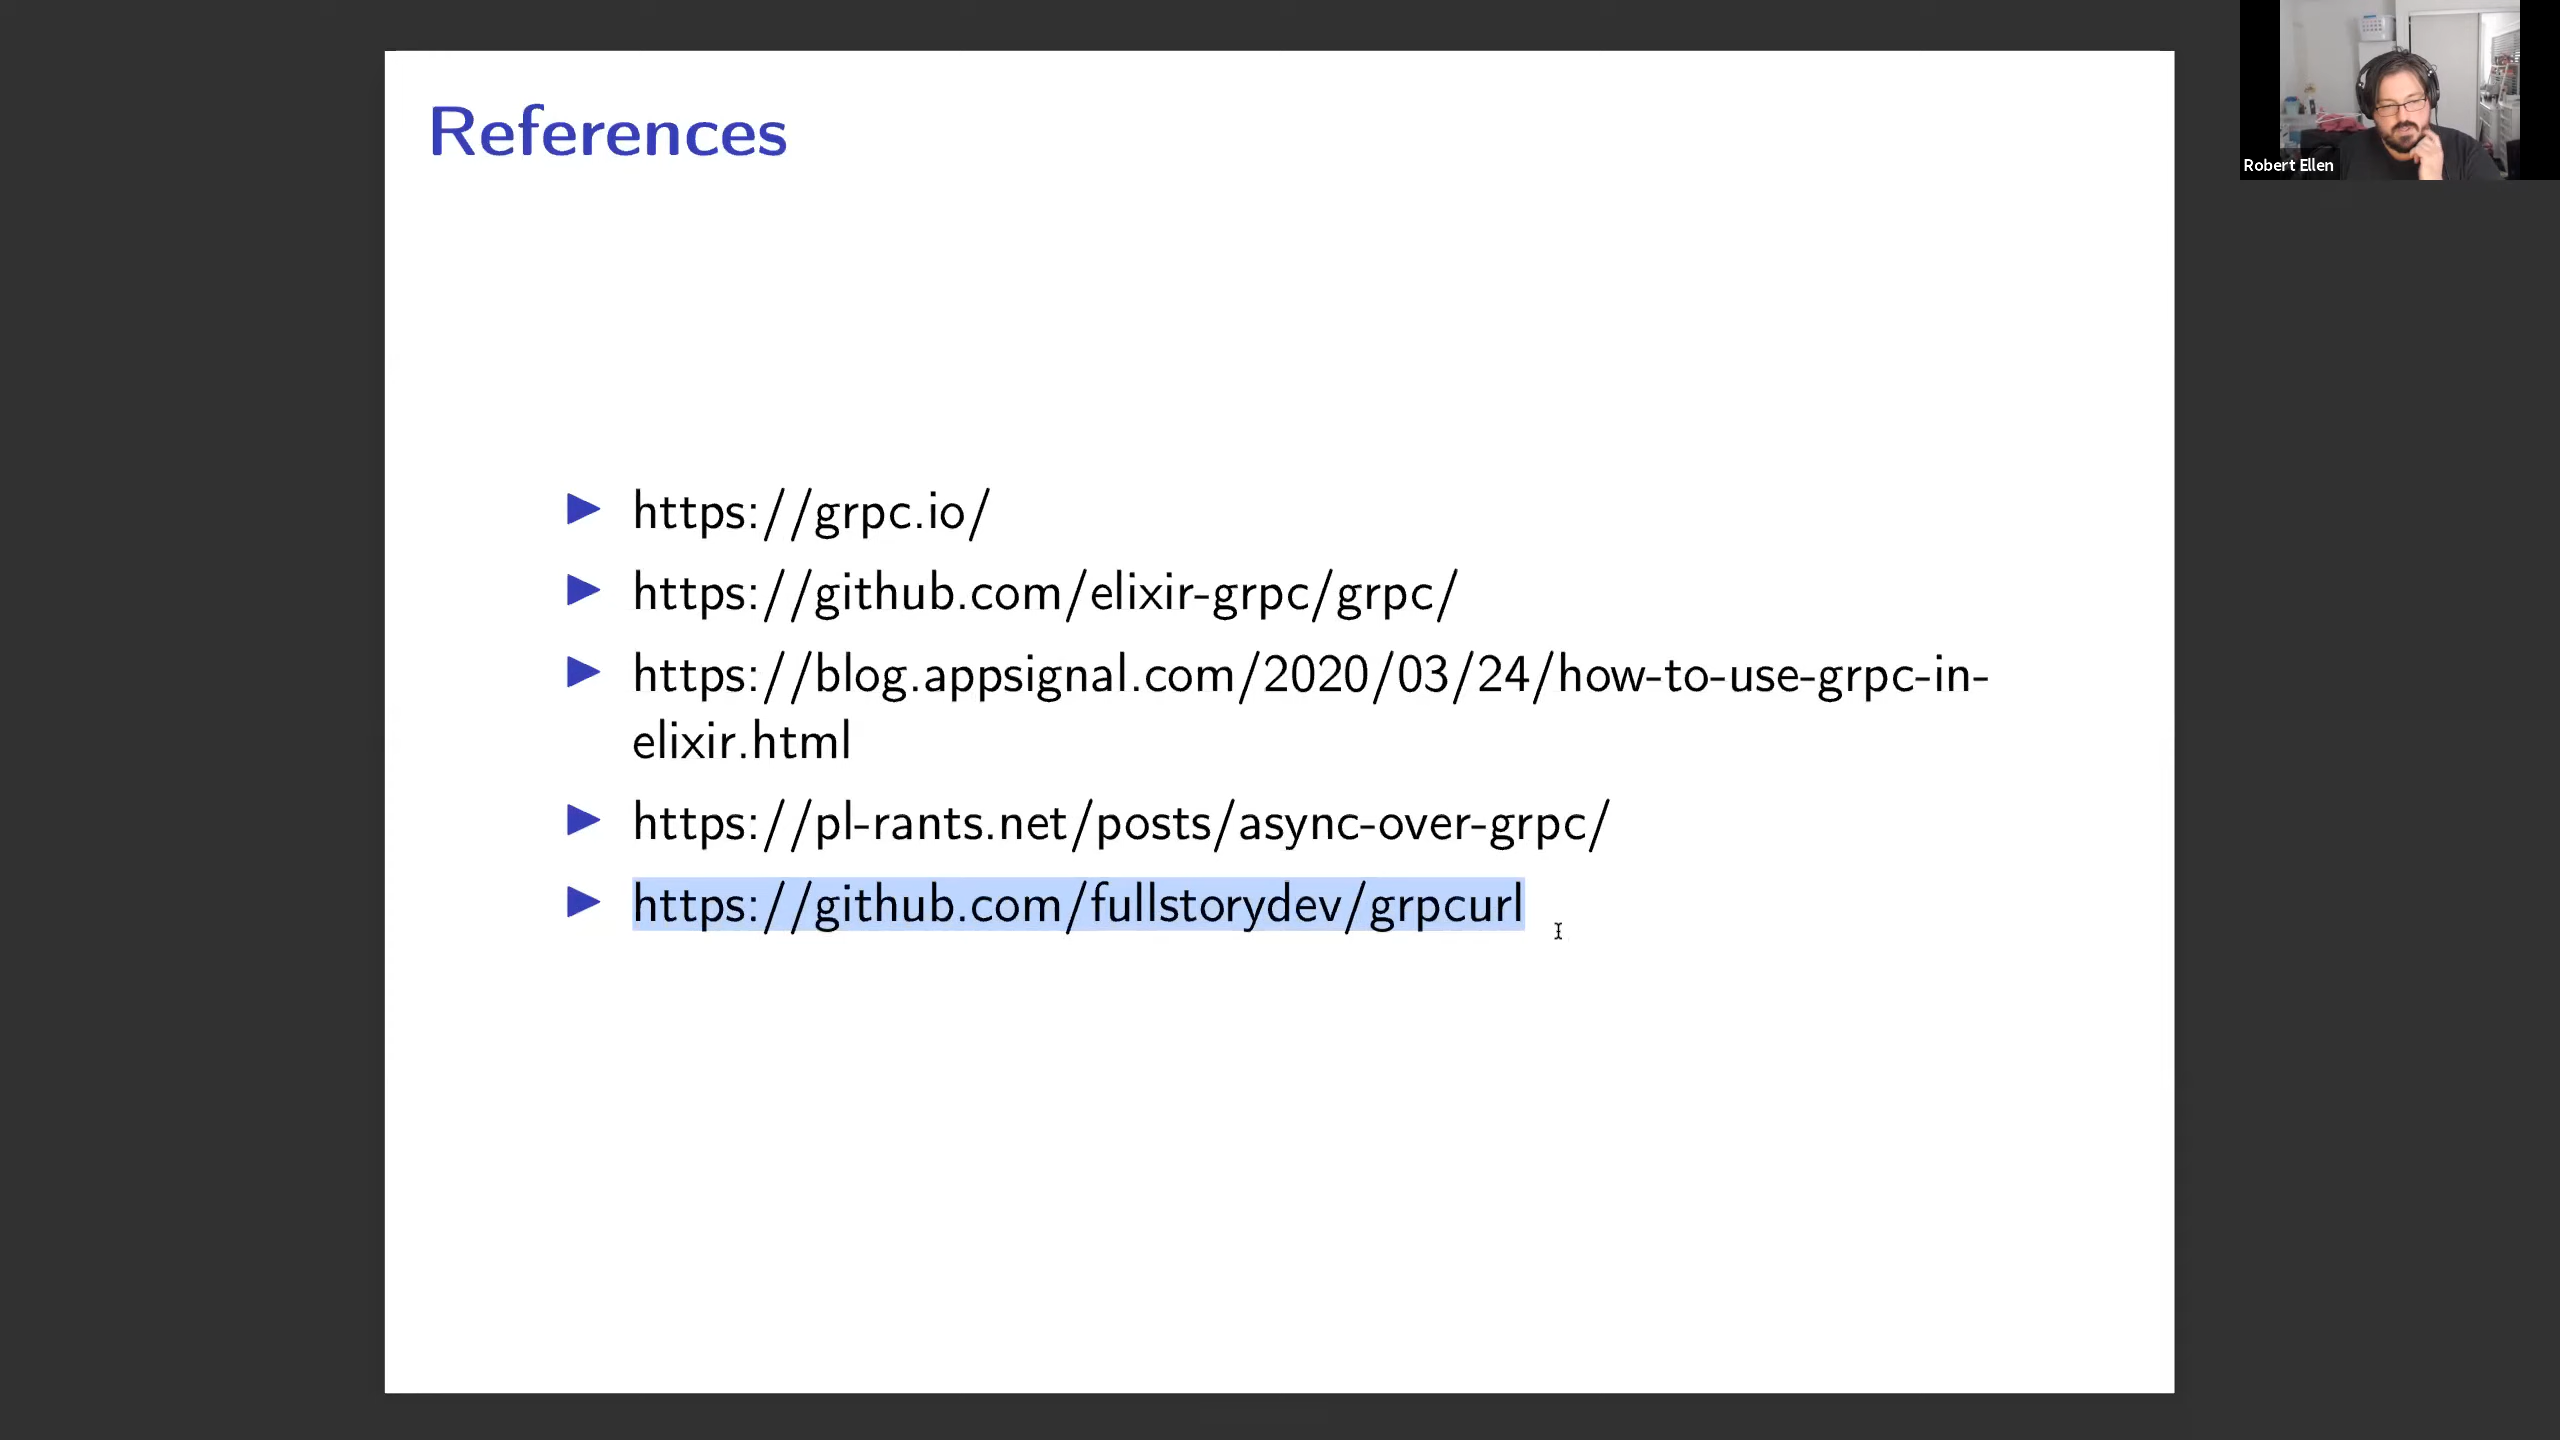 References
https://grpc.io/
https://github.com/elixir-grpc/grpc/
https://blog.appsignal.com/2020/03/24/how-to-use-grpc-in-
elixir.html
https://pl-rants.net/posts/async-over-grpc/
https://github.com/fullstorydev/grpcurl
Robert Ellen